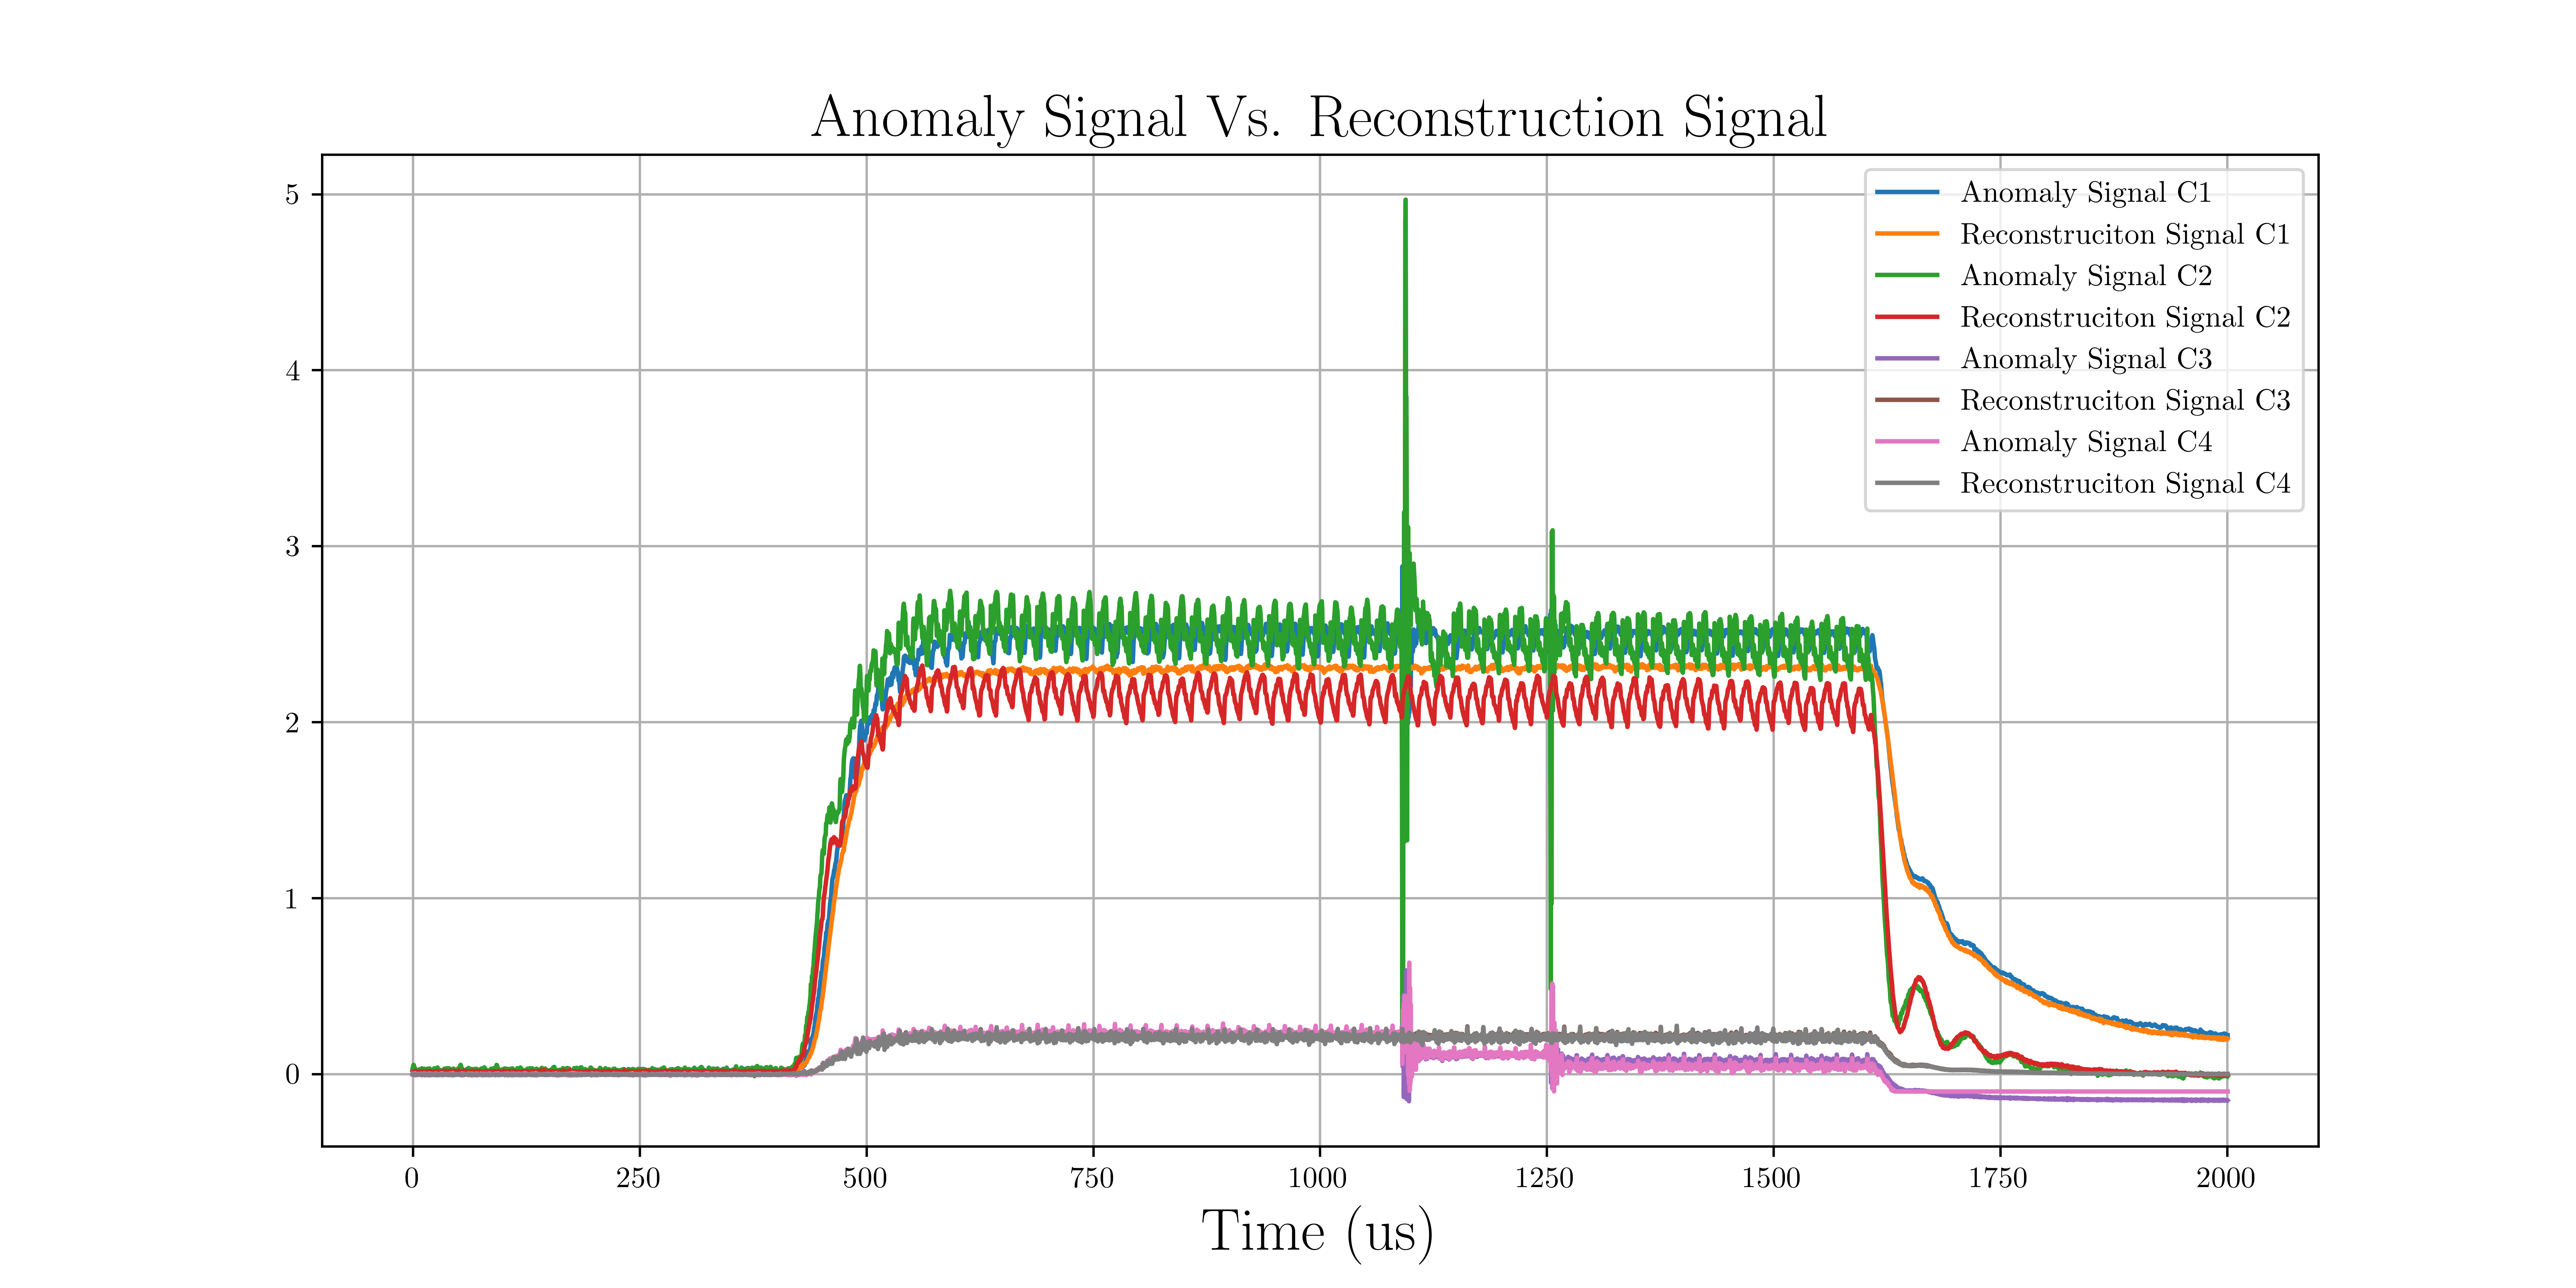 Anomaly Signal Vs. Reconstruction Signal
5
4
3
2
1
0
Anomaly Signal C1
Reconstruciton Signal C1
Anomaly Signal C2
Reconstruciton Signal C2
Anomaly Signal C3
Reconstruciton Signal C3
Anomaly Signal C4
Reconstruciton Signal C4
0 250 500 750 1000 1250 1500 1750 2000
Time (us)